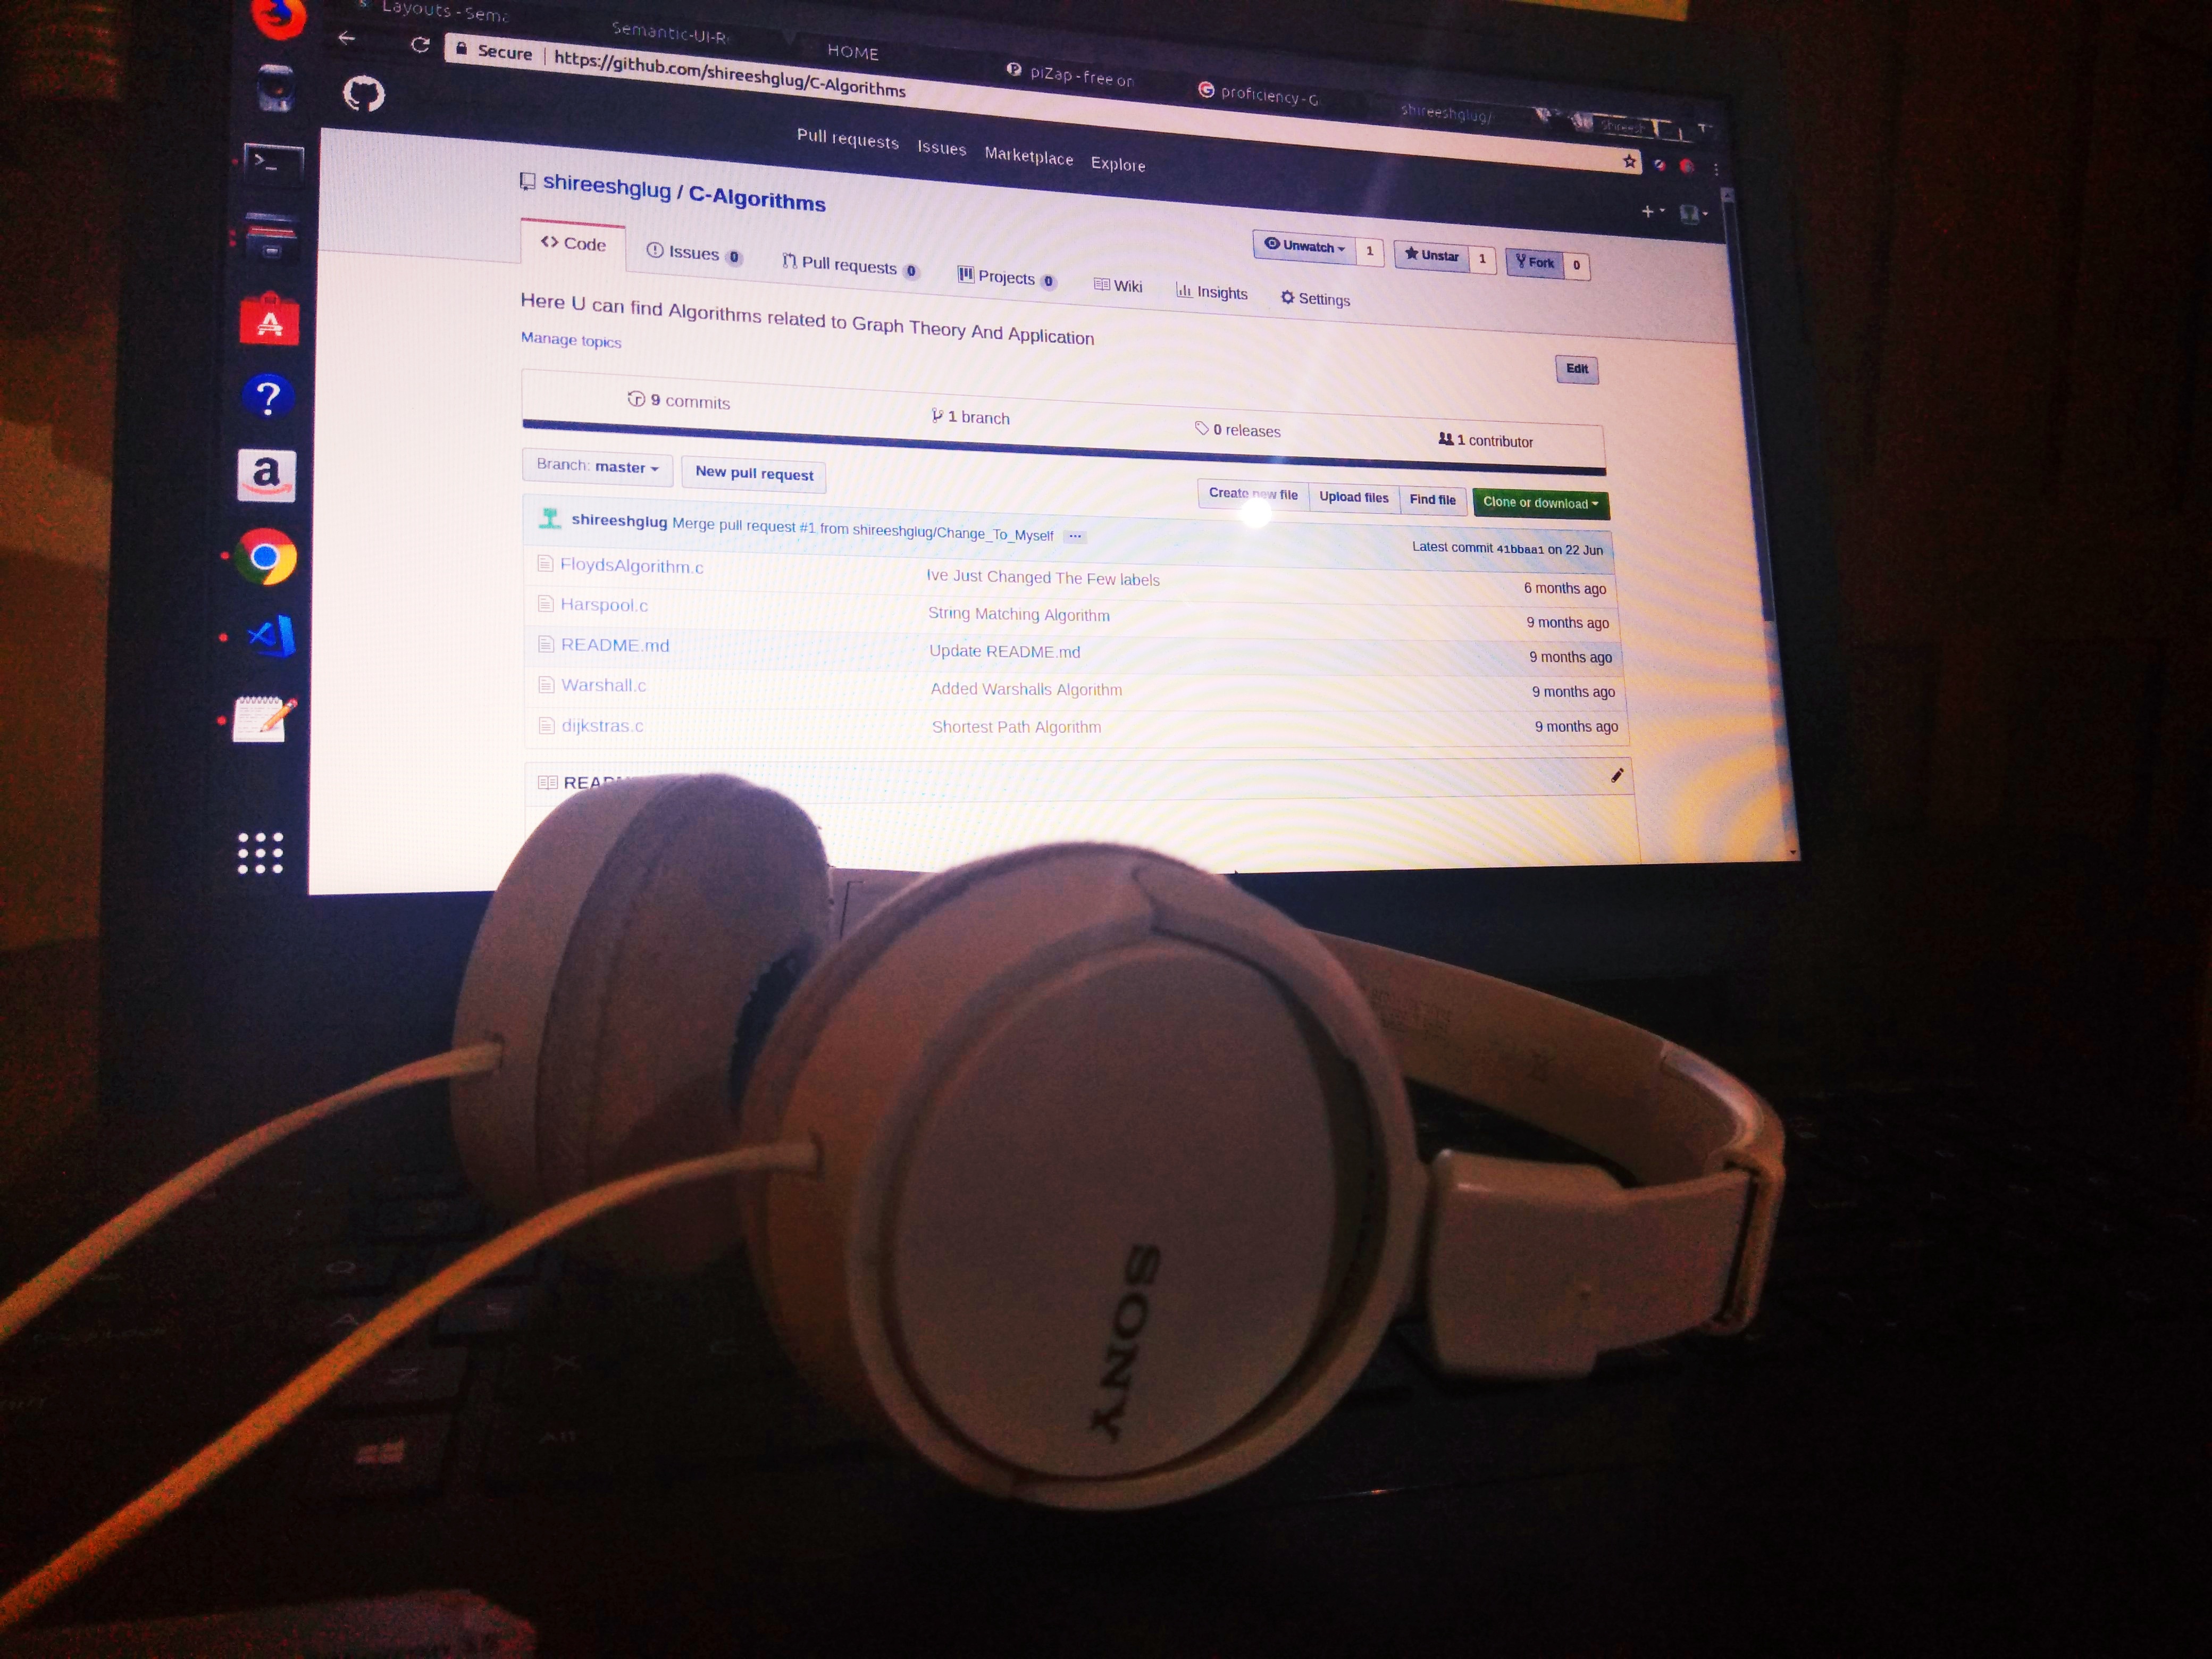 Layouts - Sema
Semantic-UI-R
HOME
piZap - free on
proficiency - G
shireeshglug/
Shirees
Secure | https://github.com/shireeshglug/C-Algorithms
Pull requests Issues Marketplace Explore
shireeshglug / C-Algorithms
Unwatch 1 Unstar 1 Fork 0
<> Code Issues 0 Pull requests 0 Projects 0 Wiki Insights Settings
Here U can find Algorithms related to Graph Theory And Application
Manage topics
Edit
9 commits 1 branch 0 releases 1 contributor
Branch: master New pull request Create new file Upload files Find file Clone or download
shireeshglug Merge pull request #1 from shireeshglug/Change_To_Myself ... Latest commit 41bbaa1 on 22 Jun
FloydsAlgorithm.c Ive Just Changed The Few labels 6 months ago
Harspool.c String Matching Algorithm 9 months ago
README.md Update README.md 9 months ago
Warshall.c Added Warshalls Algorithm 9 months ago
dijkstras.c Shortest Path Algorithm 9 months ago
SONY
Q
A S
Z X C
Alt